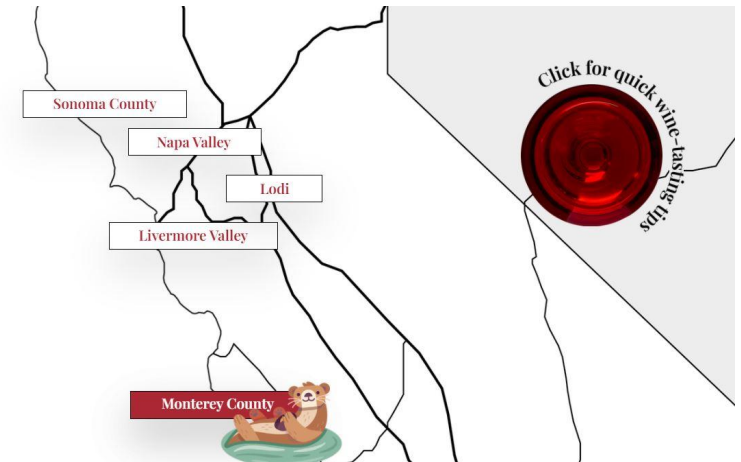 Click for quick wine-tasting tips
Sonoma County
Napa Valley
Lodi
Livermore Valley
Monterey County